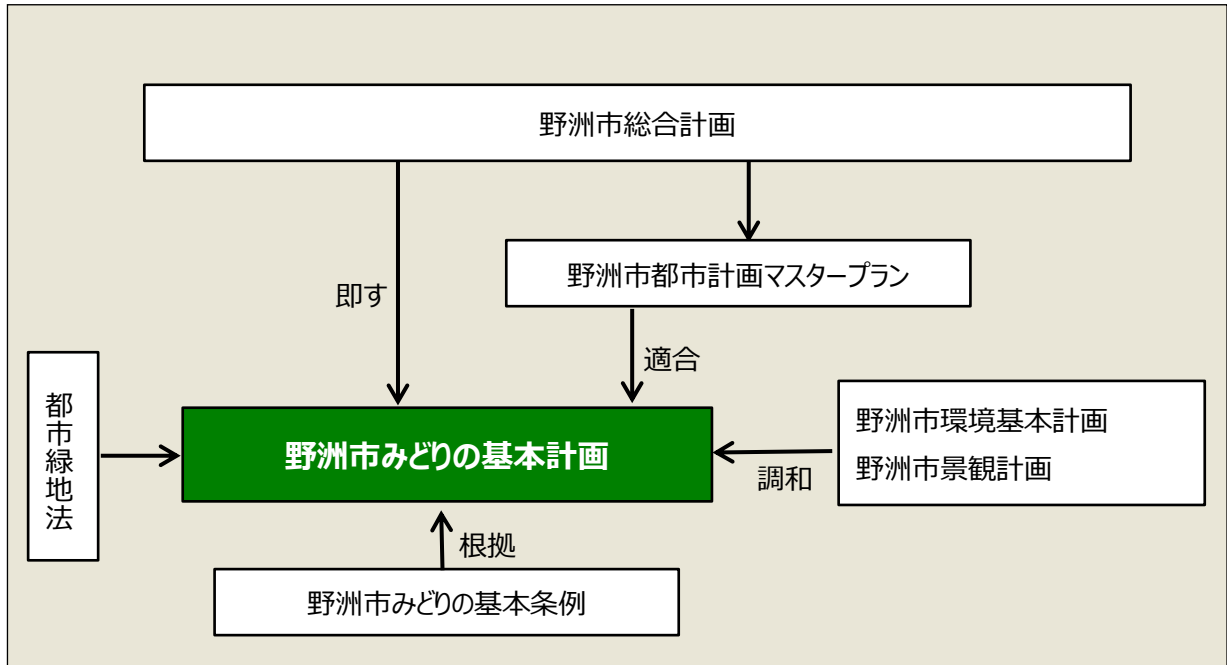 野洲市総合計画
野洲市都市計画マスタープラン
即す
適合
都市緑地法
野洲市みどりの基本計画
野洲市環境基本計画
野洲市景観計画
調和
根拠
野洲市みどりの基本条例